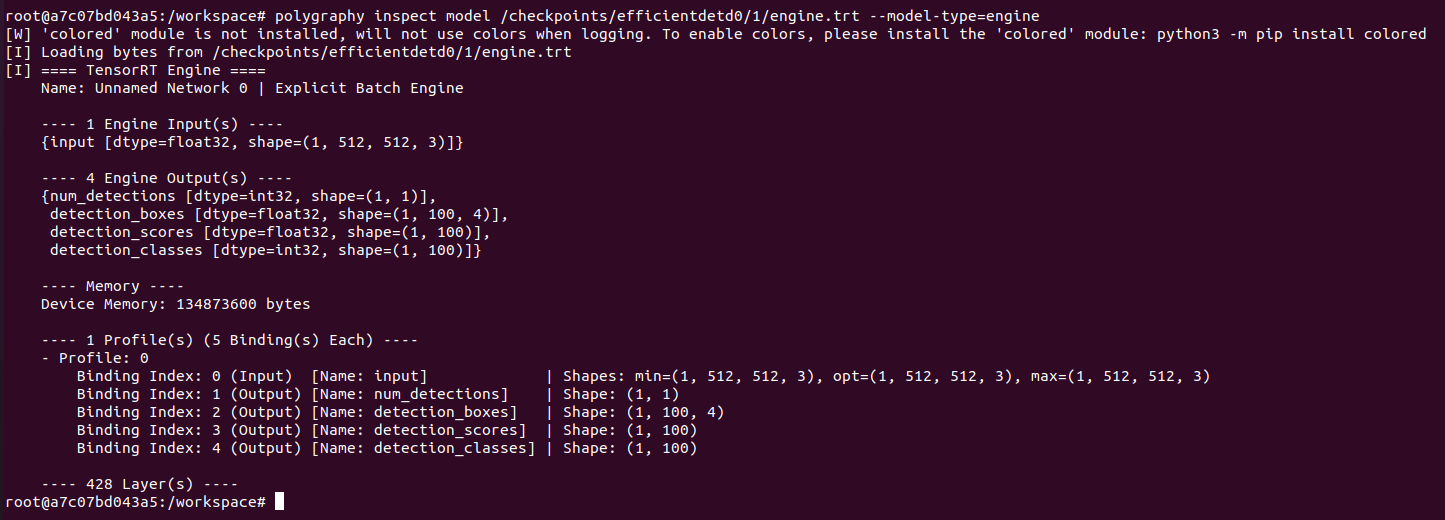 root@a7c07bd043a5:/workspace# polygraphy inspect model /checkpoints/efficientdetd0/1/engine.trt --model-type=engine
[W] 'colored' module is not installed, will not use colors when logging. To enable colors, please install the 'colored' module: python3 -m pip install colored
[I] Loading bytes from /checkpoints/efficientdetd0/1/engine.trt
[I] ==== TensorRT Engine ====
    Name: Unnamed Network 0 | Explicit Batch Engine

    ---- 1 Engine Input(s) ----
    {input [dtype=float32, shape=(1, 512, 512, 3)]}

    ---- 4 Engine Output(s) ----
    {num_detections [dtype=int32, shape=(1, 1)],
     detection_boxes [dtype=float32, shape=(1, 100, 4)],
     detection_scores [dtype=float32, shape=(1, 100)],
     detection_classes [dtype=int32, shape=(1, 100)]}

    ---- Memory ----
    Device Memory: 134873600 bytes

    ---- 1 Profile(s) (5 Binding(s) Each) ----
    - Profile: 0
        Binding Index: 0 (Input)  [Name: input]             | Shapes: min=(1, 512, 512, 3), opt=(1, 512, 512, 3), max=(1, 512, 512, 3)
        Binding Index: 1 (Output) [Name: num_detections]    | Shape: (1, 1)
        Binding Index: 2 (Output) [Name: detection_boxes]   | Shape: (1, 100, 4)
        Binding Index: 3 (Output) [Name: detection_scores]  | Shape: (1, 100)
        Binding Index: 4 (Output) [Name: detection_classes] | Shape: (1, 100)

    ---- 428 Layer(s) ----
root@a7c07bd043a5:/workspace#